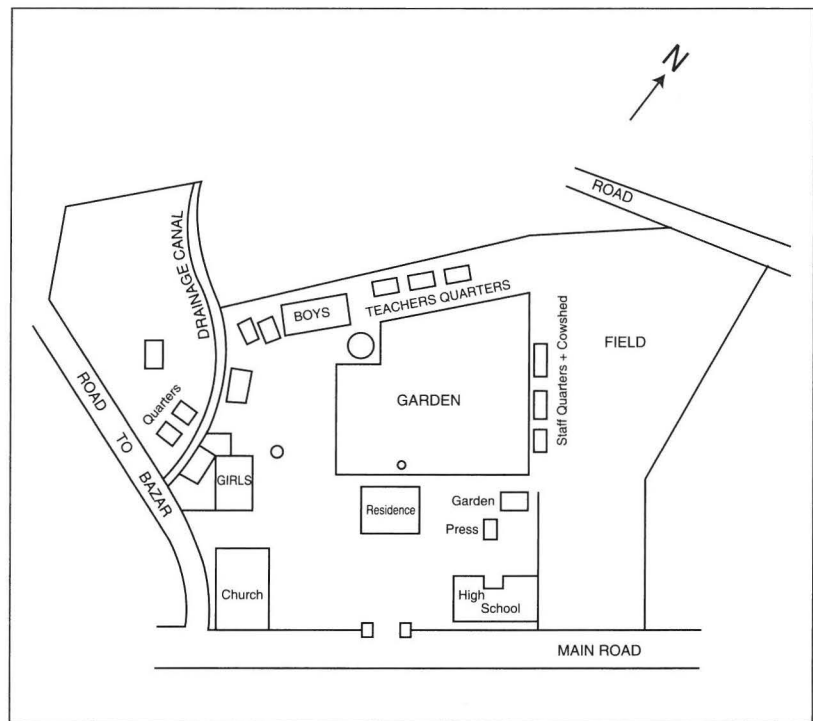 N
ROAD
DRAINAGE CANAL
TEACHERS QUARTERS
BOYS
Staff Quarters + Cowshed
FIELD
GARDEN
Quarters
ROAD TO BAZAR
GIRLS
Residence
Garden
Press
Church
High
School
MAIN ROAD